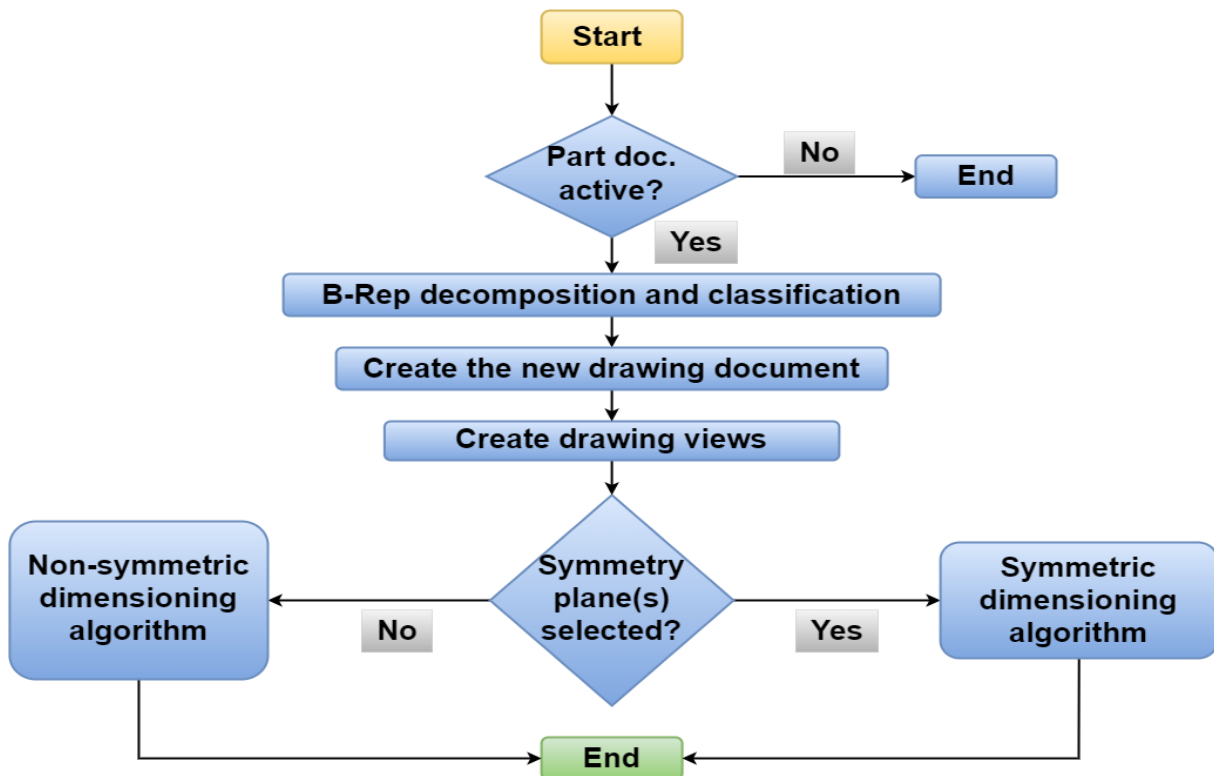 Start
Part doc.
active?
No
End
Yes
B-Rep decomposition and classification
Create the new drawing document
Create drawing views
Non-symmetric
dimensioning
algorithm
No
Symmetry
plane(s)
selected?
Yes
Symmetric
dimensioning
algorithm
End